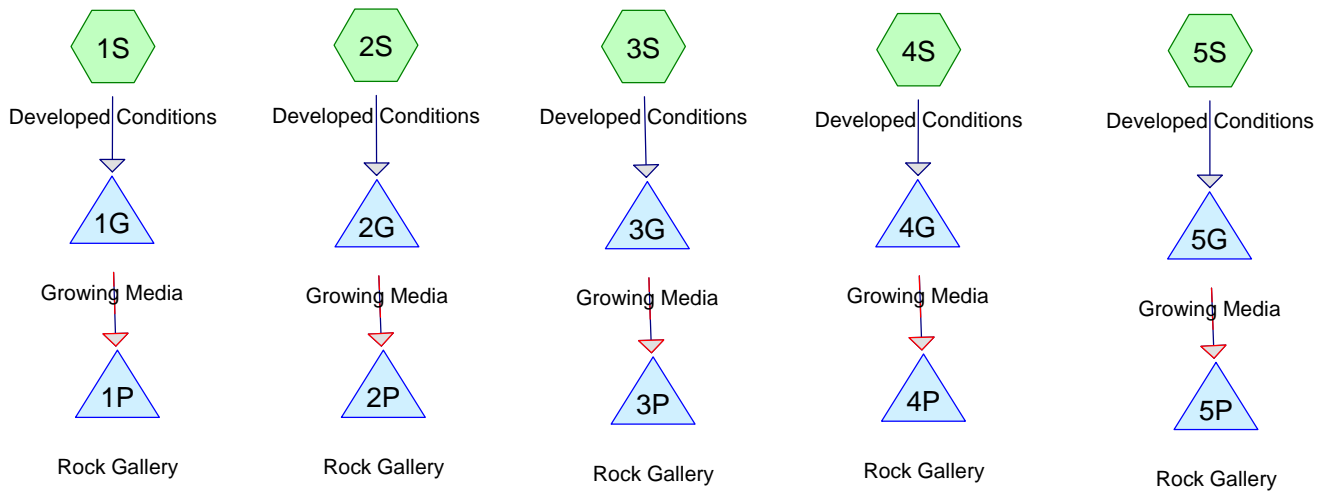 1S 2S 3S 4S 5S
Developed Conditions Developed Conditions Developed Conditions Developed Conditions Developed Conditions
1G 2G 3G 4G 5G
Growing Media Growing Media Growing Media Growing Media Growing Media
1P 2P 3P 4P 5P
Rock Gallery Rock Gallery Rock Gallery Rock Gallery Rock Gallery